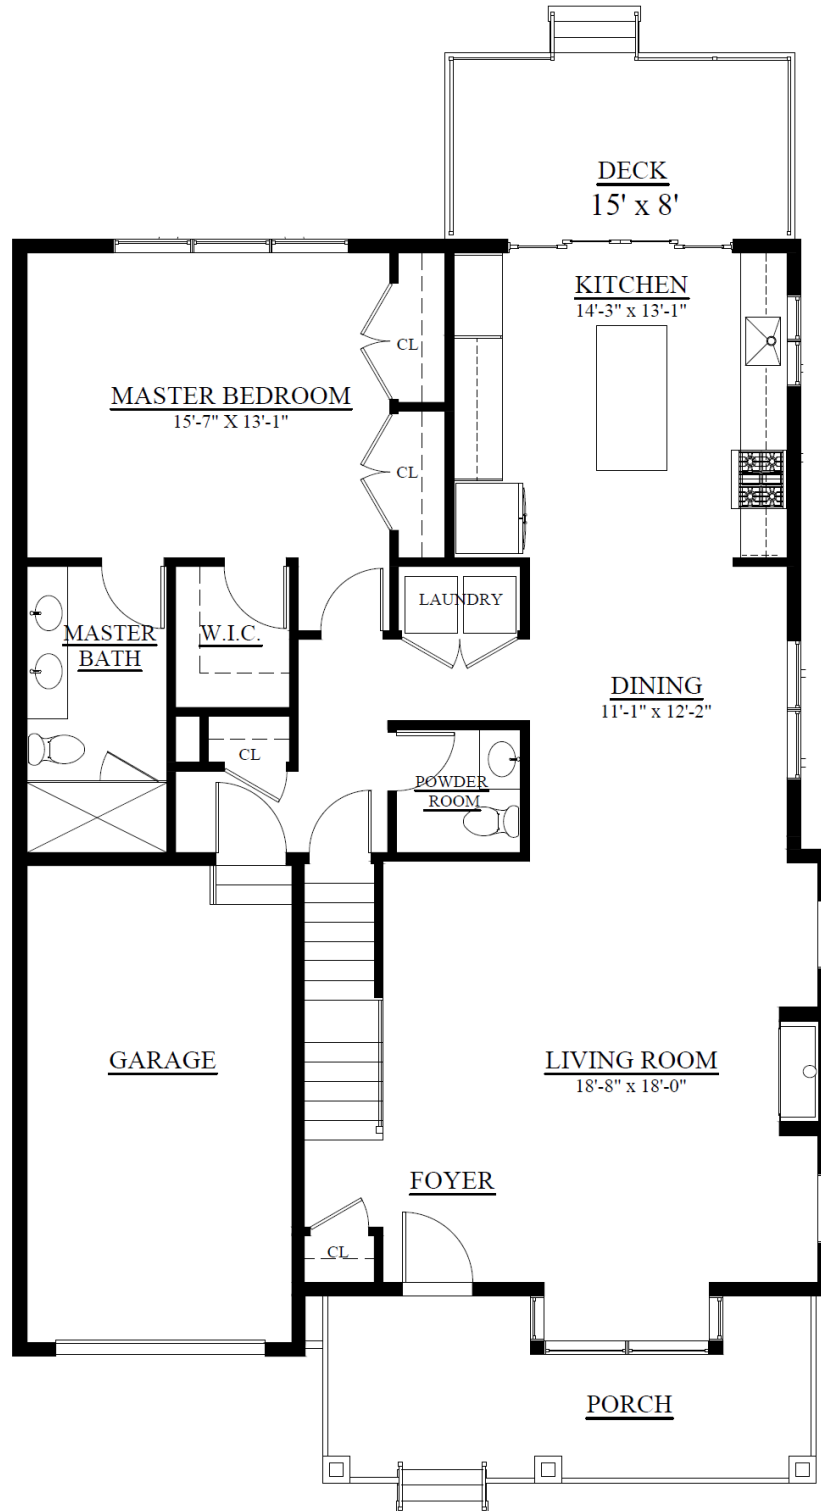 DECK
15' x 8'
KITCHEN
14'-3" x 13'-1"
CL
MASTER BEDROOM
15'-7" X 13'-1"
CL
LAUNDRY
MASTER
BATH
W.I.C.
DINING
11'-1" x 12'-2"
CL
POWDER
ROOM
GARAGE
LIVING ROOM
18'-8" x 18'-0"
FOYER
CL
PORCH